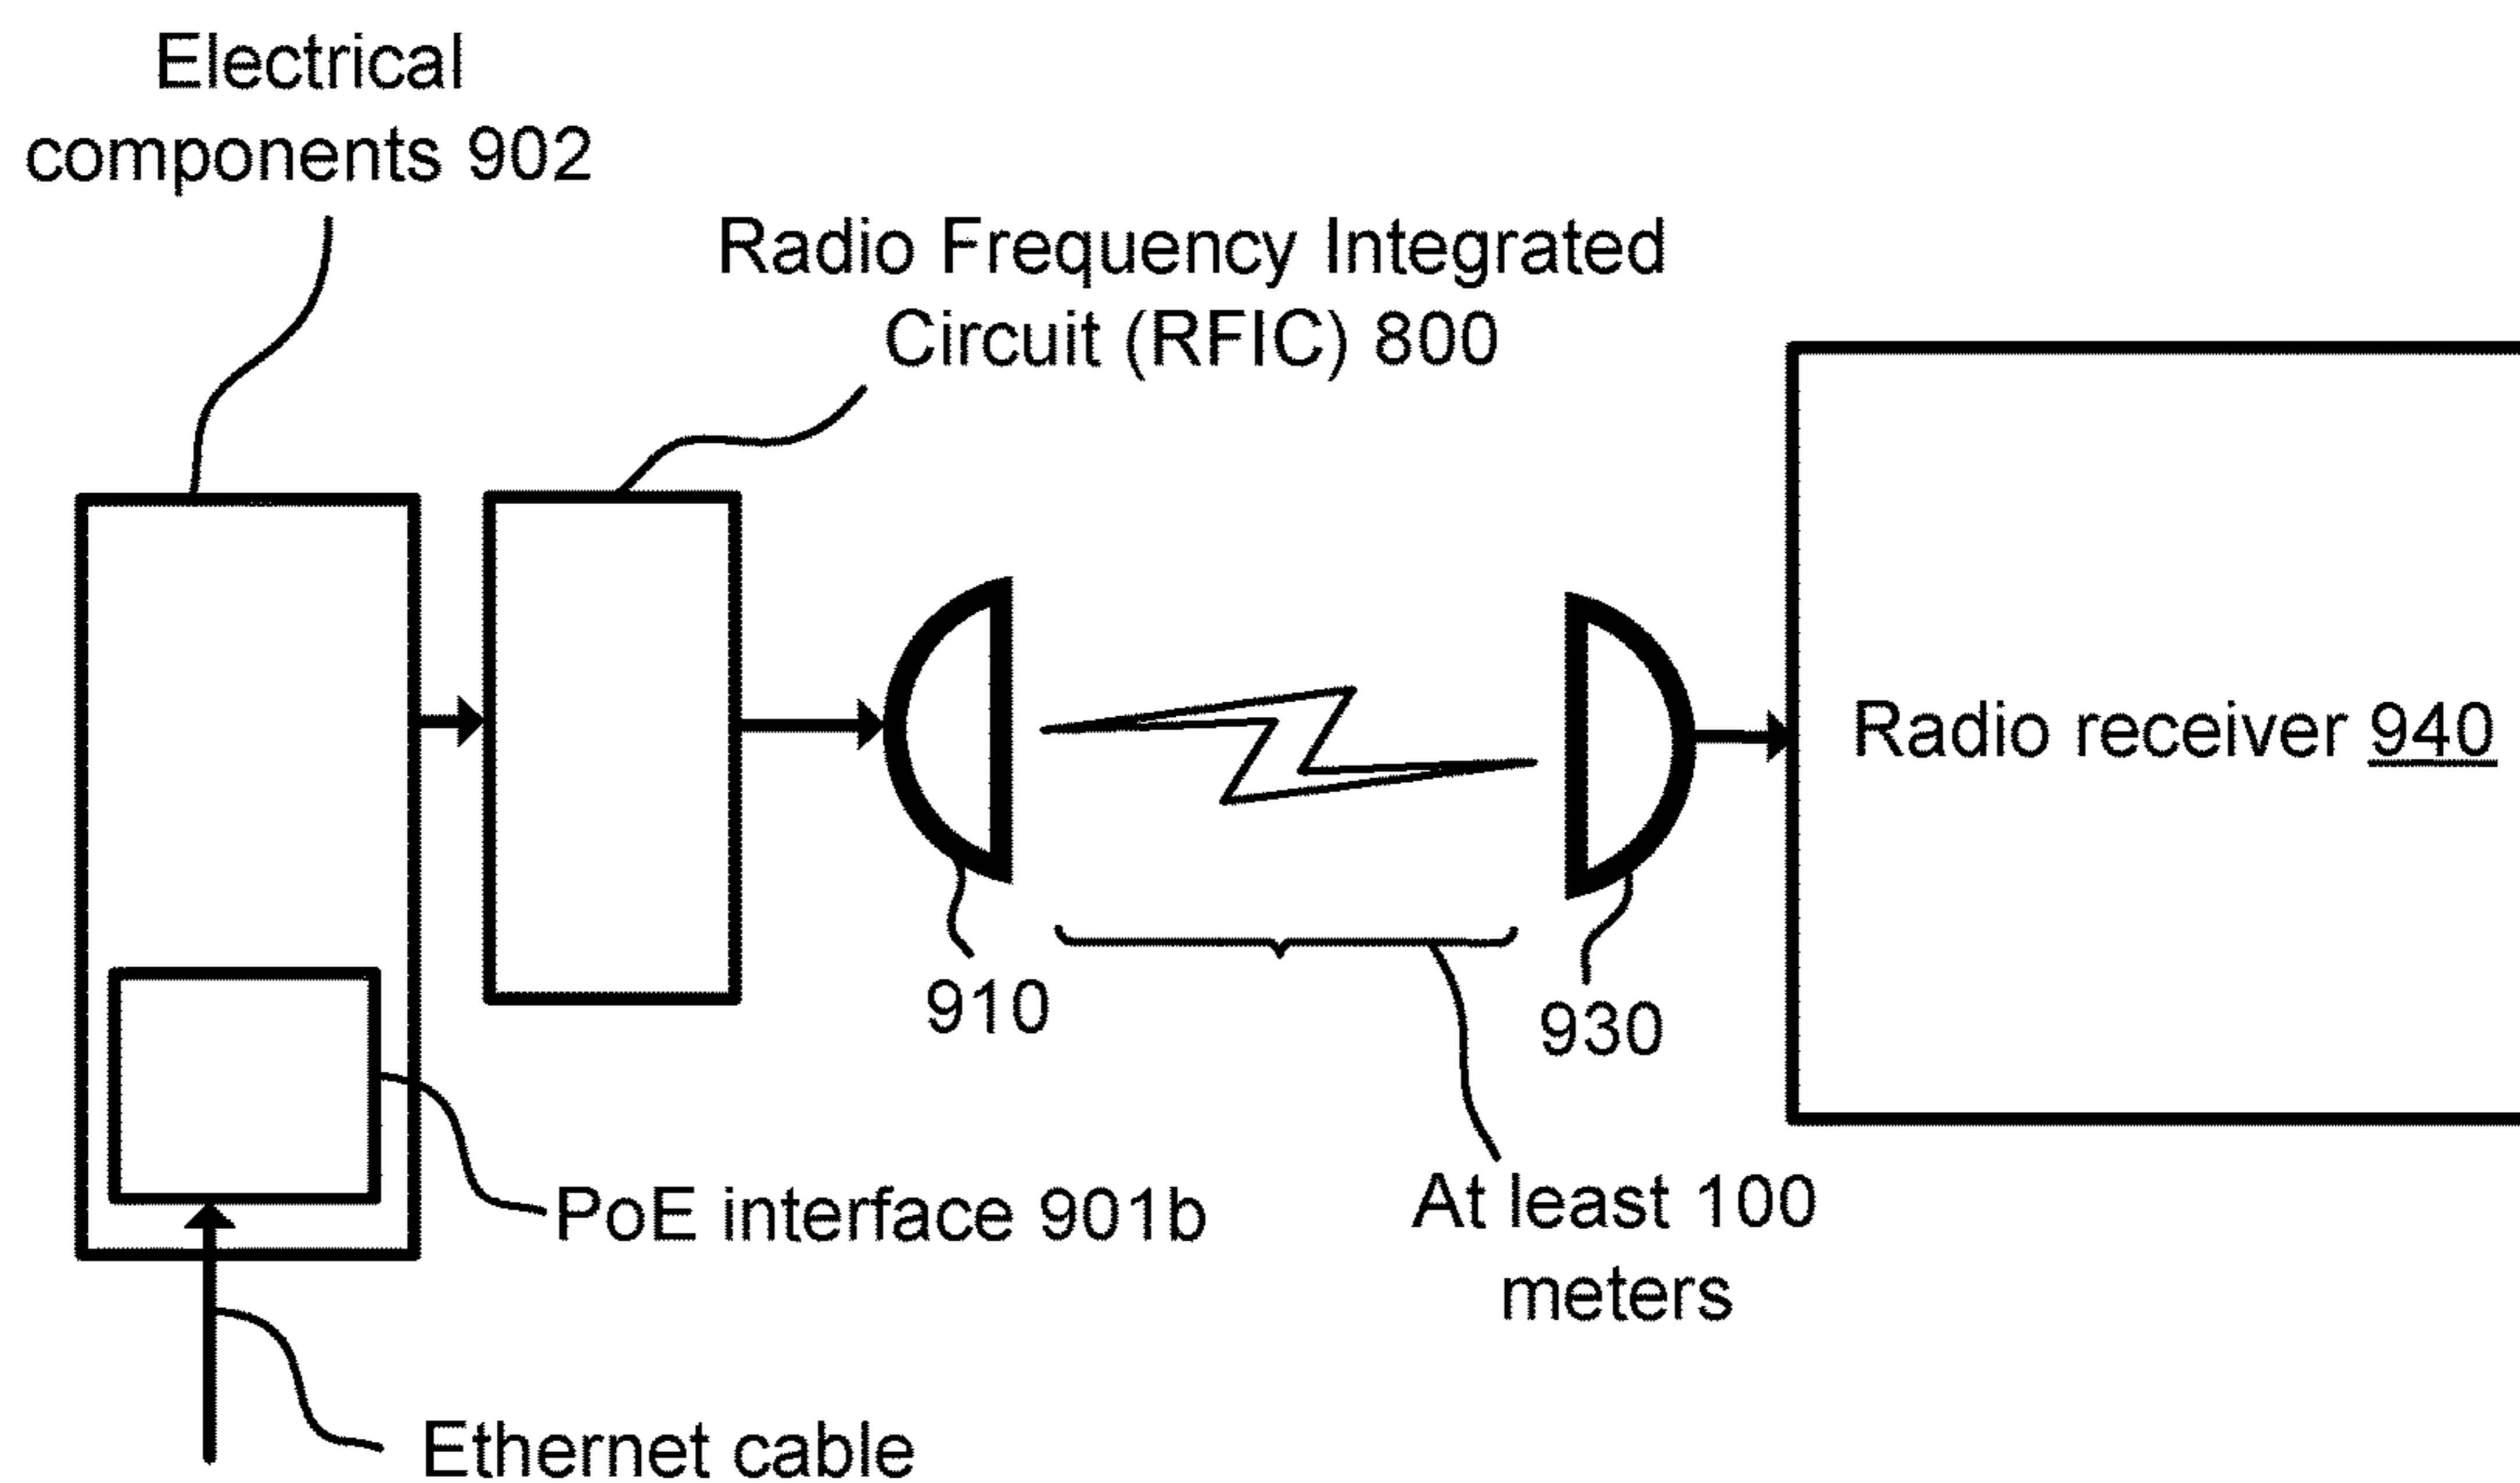 Electrical
components 902
Radio Frequency Integrated
Circuit (RFIC) 800
Radio receiver 940
910
930
PoE interface 901b
At least 100
meters
Ethernet cable